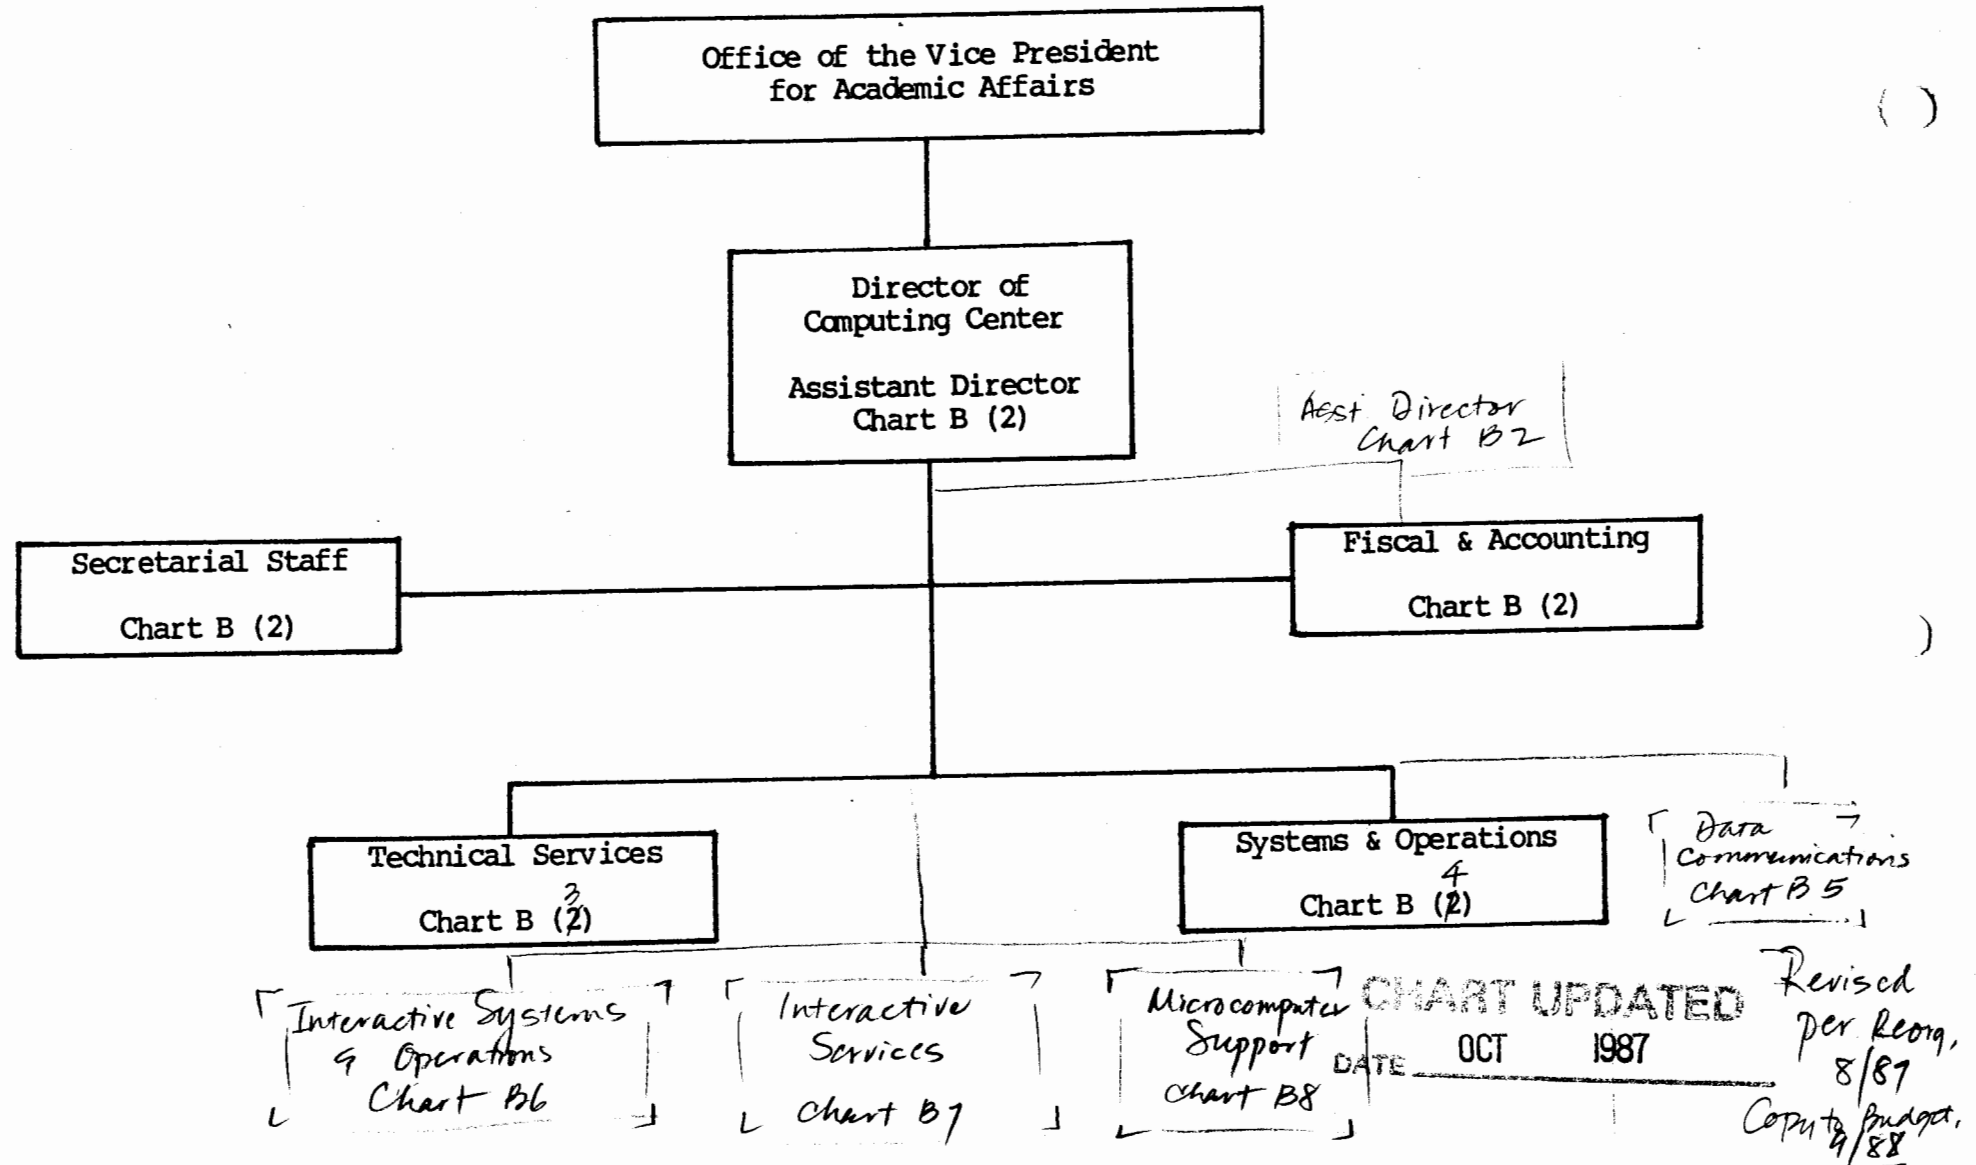 Office of the Vice President
for Academic Affairs
Director of
Computing Center
Assistant Director
Chart B (2)
Asst Director
Chart B2
Secretarial Staff
Chart B (2)
Fiscal & Accounting
Chart B (2)
Technical Services
3
Chart B (2)
Systems & Operations
4
Chart B (2)
Data
Communications
Chart B5
Interactive Systems
& Operations
Chart B6
Interactive
Services
Chart B7
Microcomputer
Support
Chart B8
CHART UPDATED
DATE OCT 1987
Revised
per Reorg,
8/87
Copy to Budget,
9/88